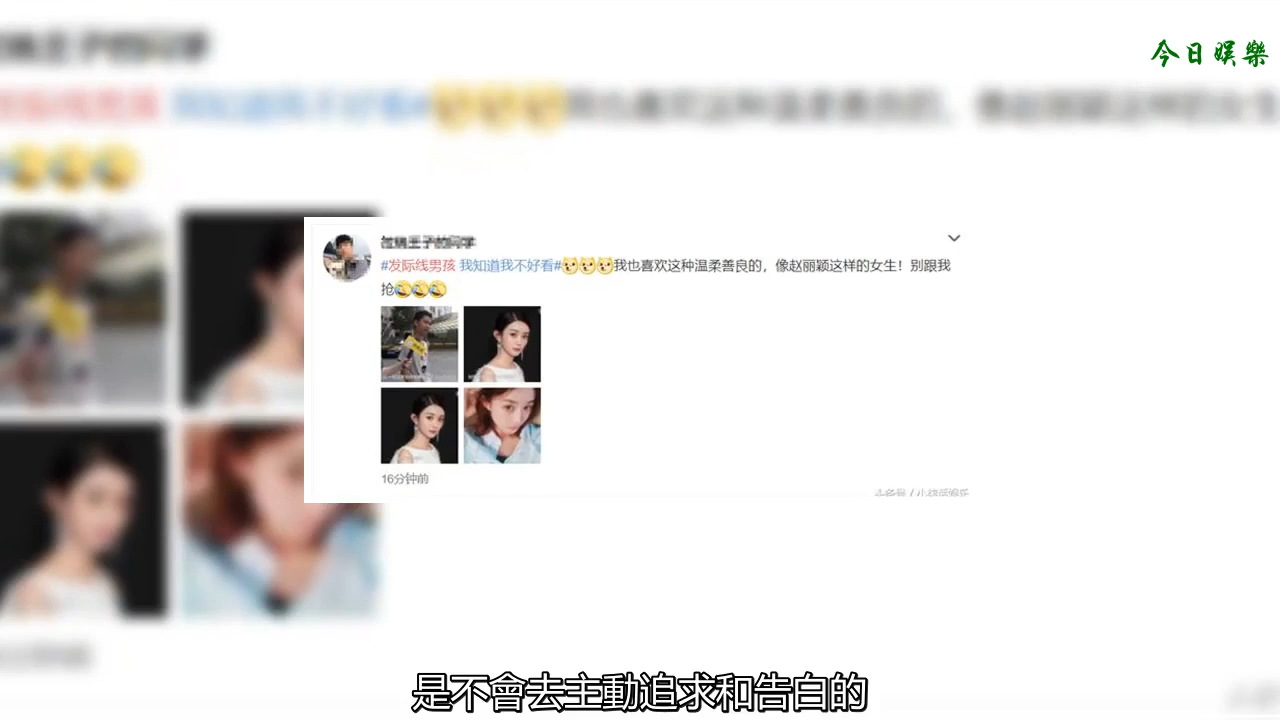 今日娱樂
#发际线男孩 我知道我不好看#我也喜欢这种温柔善良的，像赵丽颖这样的女生！别跟我
抢
16分钟前
是不會去主動追求和告白的